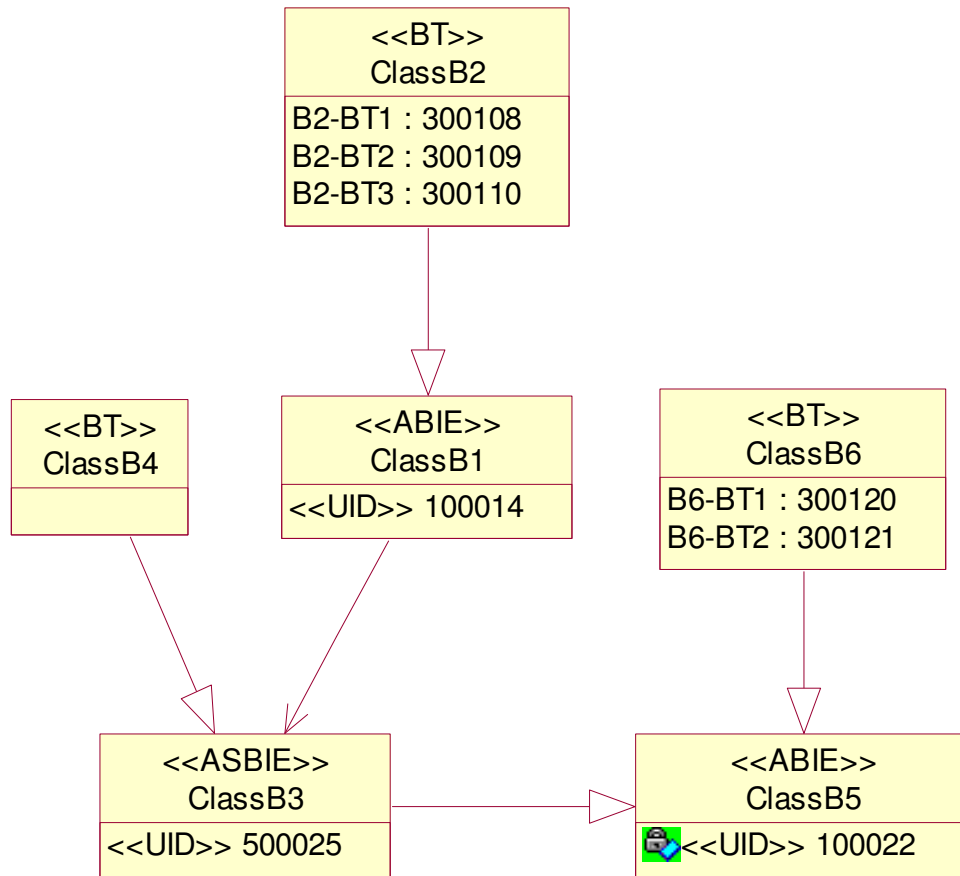 <<BT>>
ClassB2
B2-BT1 : 300108
B2-BT2 : 300109
B2-BT3 : 300110
<<BT>>
ClassB4
<<ABIE>>
ClassB1
<<UID>> 100014
<<BT>>
ClassB6
B6-BT1 : 300120
B6-BT2 : 300121
<<ASBIE>>
ClassB3
<<UID>> 500025
<<ABIE>>
ClassB5
<<UID>> 100022